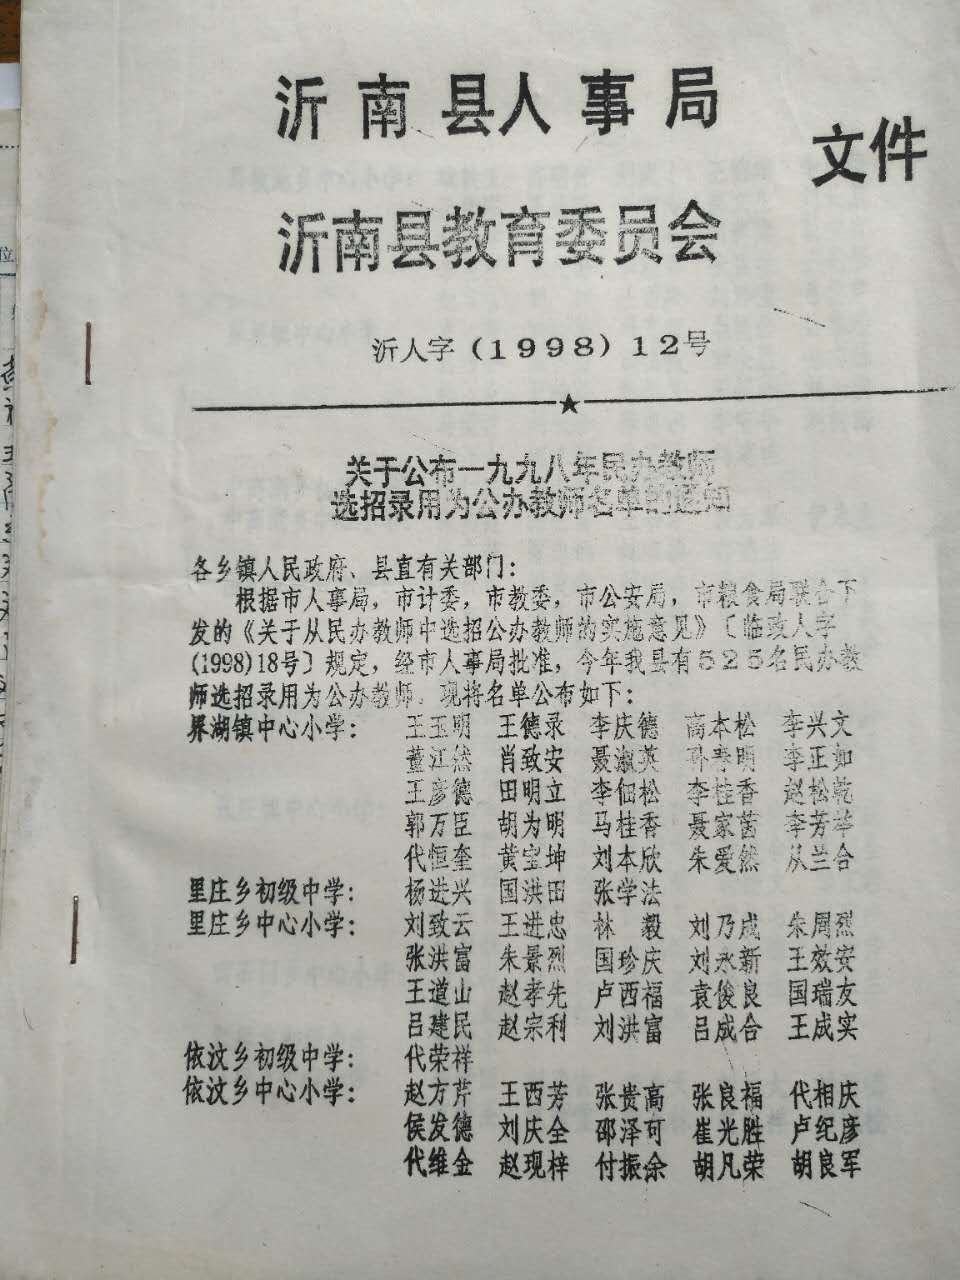 沂南县人事局
文件
沂南县教育委员会
沂人字(1998)12号
关于公布一九九八年民办教师
选招录用为公办教师名单的通知
各乡镇人民政府、县直有关部门:
根据市人事局,市计委,市教委,市公安局,市粮食局联合下
发的《关于从民办教师中选招公办教师的实施意见》〔临政人字
(1998)18号〕规定,经市人事局批准,今年我县有525名民办教
师选招录用为公办教师。现将名单公布如下:
界湖镇中心小学: 王玉明 王德录 李庆德 高本松 李兴文
董江然 肖致安 聂淑英 孙李明 李正如
王彦德 田明立 李佃松 李桂香 赵松乾
郭万臣 胡为明 马桂香 聂家茵 李芳举
代恒奎 黄宝坤 刘本欣 朱爱然 从兰合
里庄乡初级中学: 杨进兴 国洪田 张学法
里庄乡中心小学: 刘致云 王进忠 林 毅 刘乃成 朱周烈
张洪富 朱景烈 国珍庆 刘永新 王效安
王道山 赵孝先 卢西福 袁俊良 国瑞友
吕建民 赵宗利 刘洪富 吕成合 王成实
依汶乡初级中学: 代荣祥
依汶乡中心小学: 赵方芹 王西芳 张贵高 张良福 代相庆
侯发德 刘庆全 邵泽可 崔光胜 卢纪彦
代维金 赵现梓 付振余 胡凡荣 胡良军